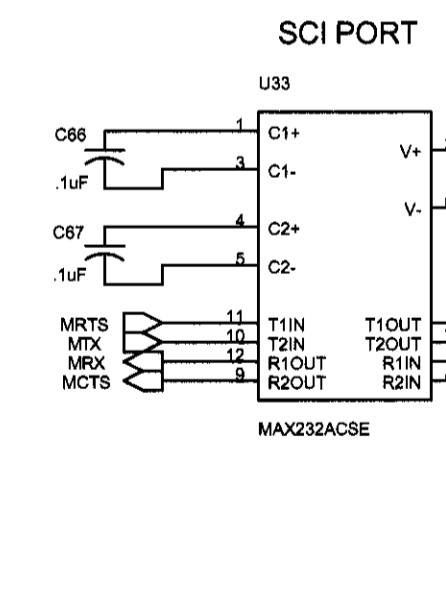 SCI PORT
U33
1
C1+
C66
V+
3
C1-
.1uF
4
C2+
V-
C67
5
C2-
.1uF
MRTS
11
T1IN
T1OUT
MTX
10
T2IN
T2OUT
MRX
12
R1OUT
R1IN
MCTS
9
R2OUT
R2IN
MAX232ACSE